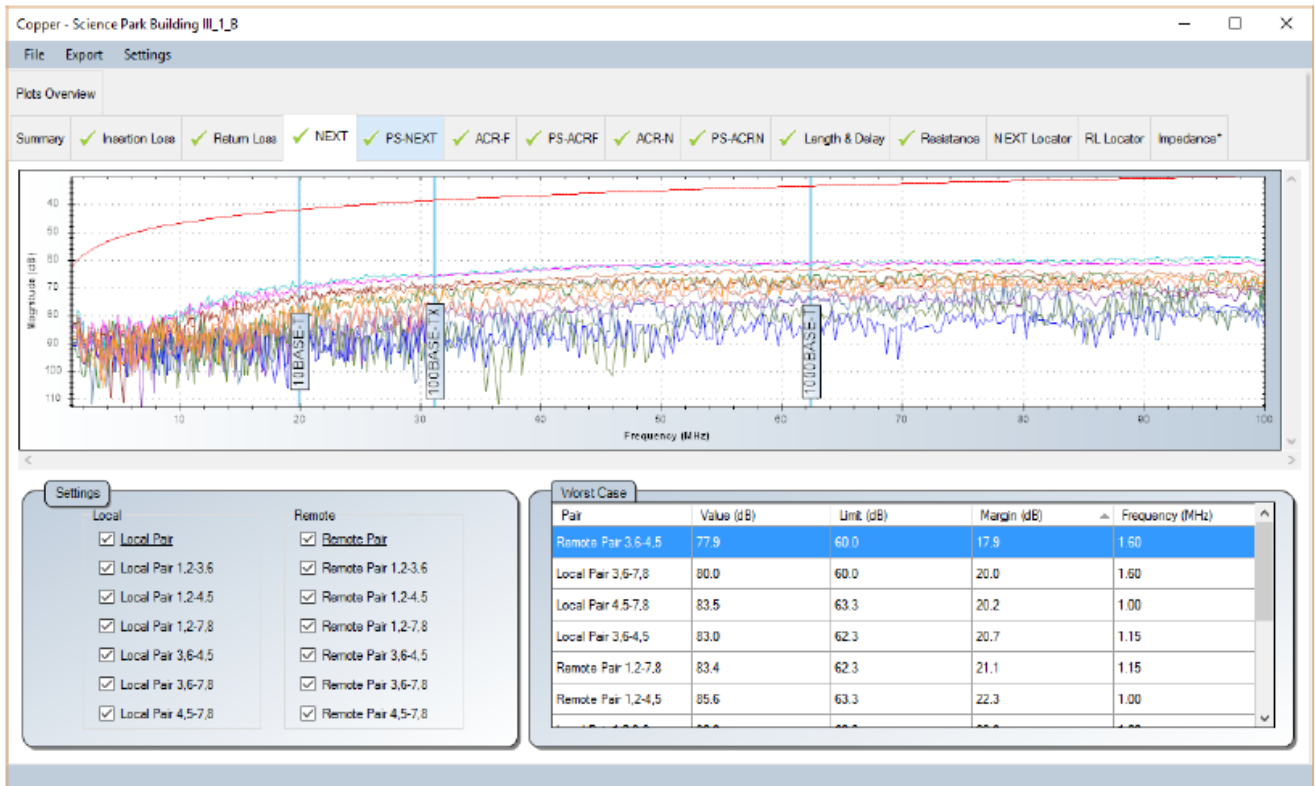 Copper - Science Park Building III_1_B
File Export Settings
Plots Overview
Summary Insertion Loss Return Loss NEXT PS-NEXT ACR-F PS-ACRF ACR-N PS-ACRN Length & Delay Resistance NEXT Locator RL Locator Impedance*
Magnitude (dB)
40
50
60
70
80
90
100
110
10BASE-T
100BASE-TX
1000BASE-T
10 20 30 40 50 60 70 80 90 100
Frequency (MHz)
Settings
Local Remote
Local Pair Remote Pair
Local Pair 1,2-3,6 Remote Pair 1,2-3,6
Local Pair 1,2-4,5 Remote Pair 1,2-4,5
Local Pair 1,2-7,8 Remote Pair 1,2-7,8
Local Pair 3,6-4,5 Remote Pair 3,6-4,5
Local Pair 3,6-7,8 Remote Pair 3,6-7,8
Local Pair 4,5-7,8 Remote Pair 4,5-7,8
Worst Case
Pair Value (dB) Limit (dB) Margin (dB) Frequency (MHz)
Remote Pair 3,6-4,5 77.9 60.0 17.9 1.60
Local Pair 3,6-7,8 80.0 60.0 20.0 1.60
Local Pair 4,5-7,8 83.5 63.3 20.2 1.00
Local Pair 3,6-4,5 83.0 62.3 20.7 1.15
Remote Pair 1,2-7,8 83.4 62.3 21.1 1.15
Remote Pair 1,2-4,5 85.6 63.3 22.3 1.00